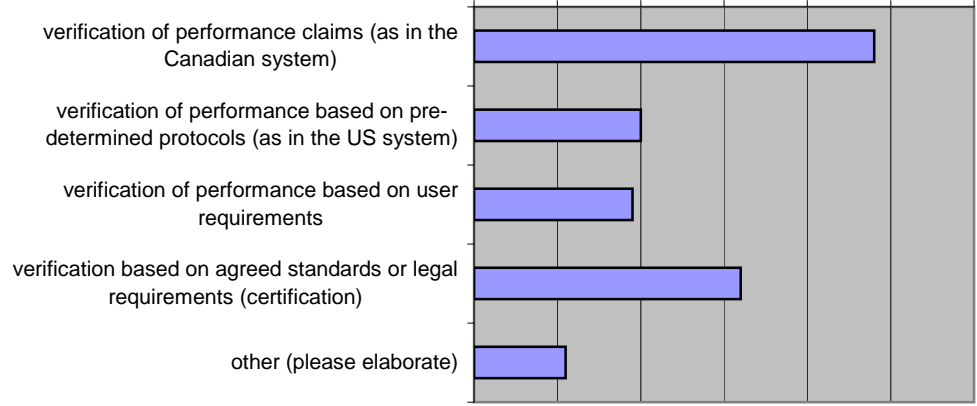 verification of performance claims (as in the
Canadian system)
verification of performance based on pre-
determined protocols (as in the US system)
verification of performance based on user
requirements
verification based on agreed standards or legal
requirements (certification)
other (please elaborate)